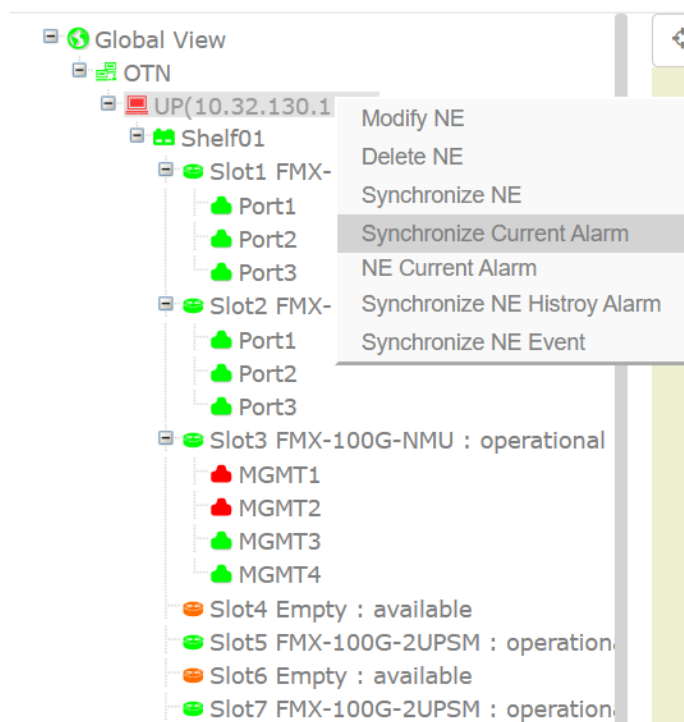 Global View
OTN
UP(10.32.130.1
Shelf01
Slot1 FMX-
Port1
Port2
Port3
Slot2 FMX-
Port1
Port2
Port3
Slot3 FMX-100G-NMU : operational
MGMT1
MGMT2
MGMT3
MGMT4
Slot4 Empty : available
Slot5 FMX-100G-2UPSM : operation
Slot6 Empty : available
Slot7 FMX-100G-2UPSM : operation
Modify NE
Delete NE
Synchronize NE
Synchronize Current Alarm
NE Current Alarm
Synchronize NE Histroy Alarm
Synchronize NE Event